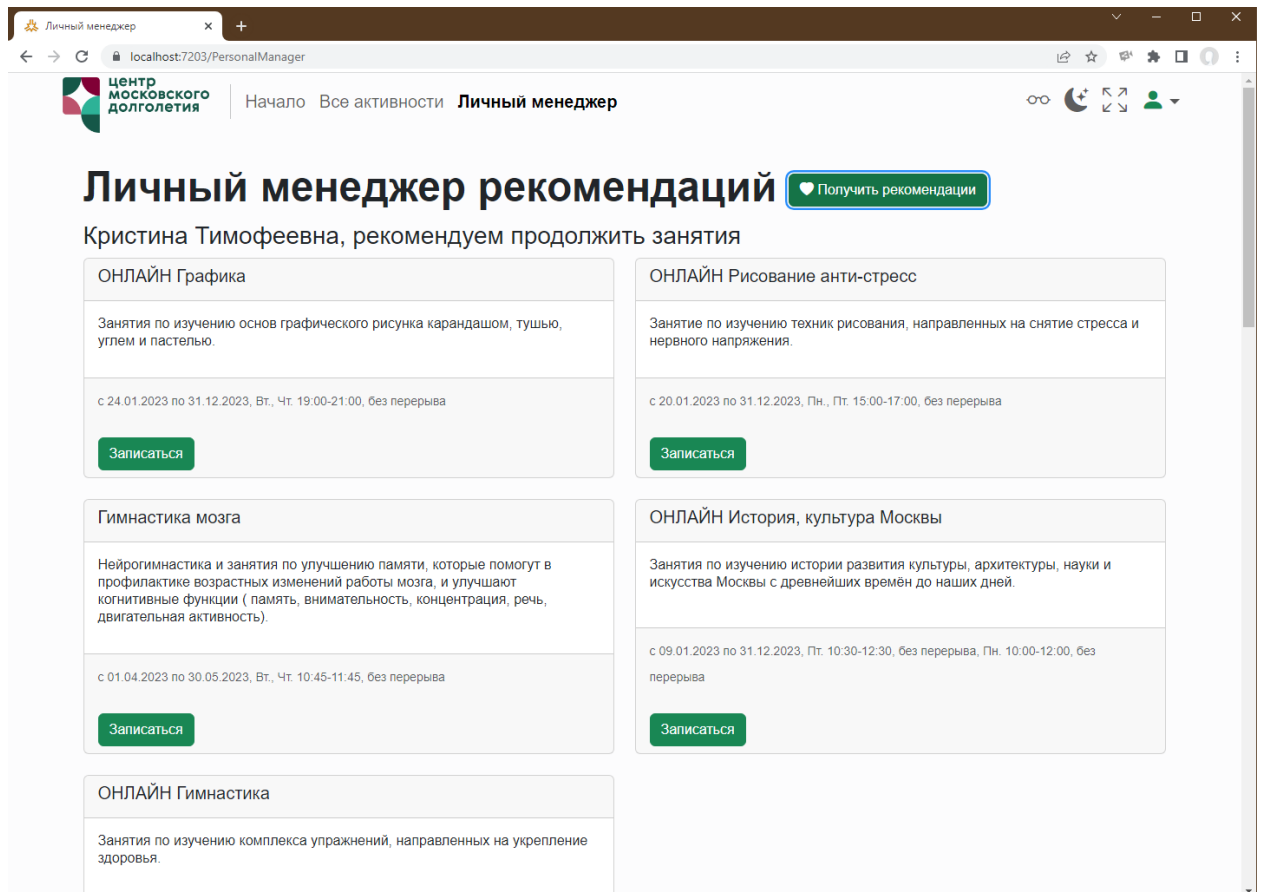 Личный менеджер
localhost:7203/PersonalManager
центр
московского
долголетия
Начало Все активности Личный менеджер
Личный менеджер рекомендаций Получить рекомендации
Кристина Тимофеевна, рекомендуем продолжить занятия
ОНЛАЙН Графика
Занятия по изучению основ графического рисунка карандашом, тушью,
углем и пастелью.
с 24.01.2023 по 31.12.2023, Вт., Чт. 19:00-21:00, без перерыва
Записаться
ОНЛАЙН Рисование анти-стресс
Занятие по изучению техник рисования, направленных на снятие стресса и
нервного напряжения.
с 20.01.2023 по 31.12.2023, Пн., Пт. 15:00-17:00, без перерыва
Записаться
Гимнастика мозга
Нейрогимнастика и занятия по улучшению памяти, которые помогут в
профилактике возрастных изменений работы мозга, и улучшают
когнитивные функции ( память, внимательность, концентрация, речь,
двигательная активность).
с 01.04.2023 по 30.05.2023, Вт., Чт. 10:45-11:45, без перерыва
Записаться
ОНЛАЙН История, культура Москвы
Занятия по изучению истории развития культуры, архитектуры, науки и
искусства Москвы с древнейших времён до наших дней.
с 09.01.2023 по 31.12.2023, Пт. 10:30-12:30, без перерыва, Пн. 10:00-12:00, без
перерыва
Записаться
ОНЛАЙН Гимнастика
Занятия по изучению комплекса упражнений, направленных на укрепление
здоровья.